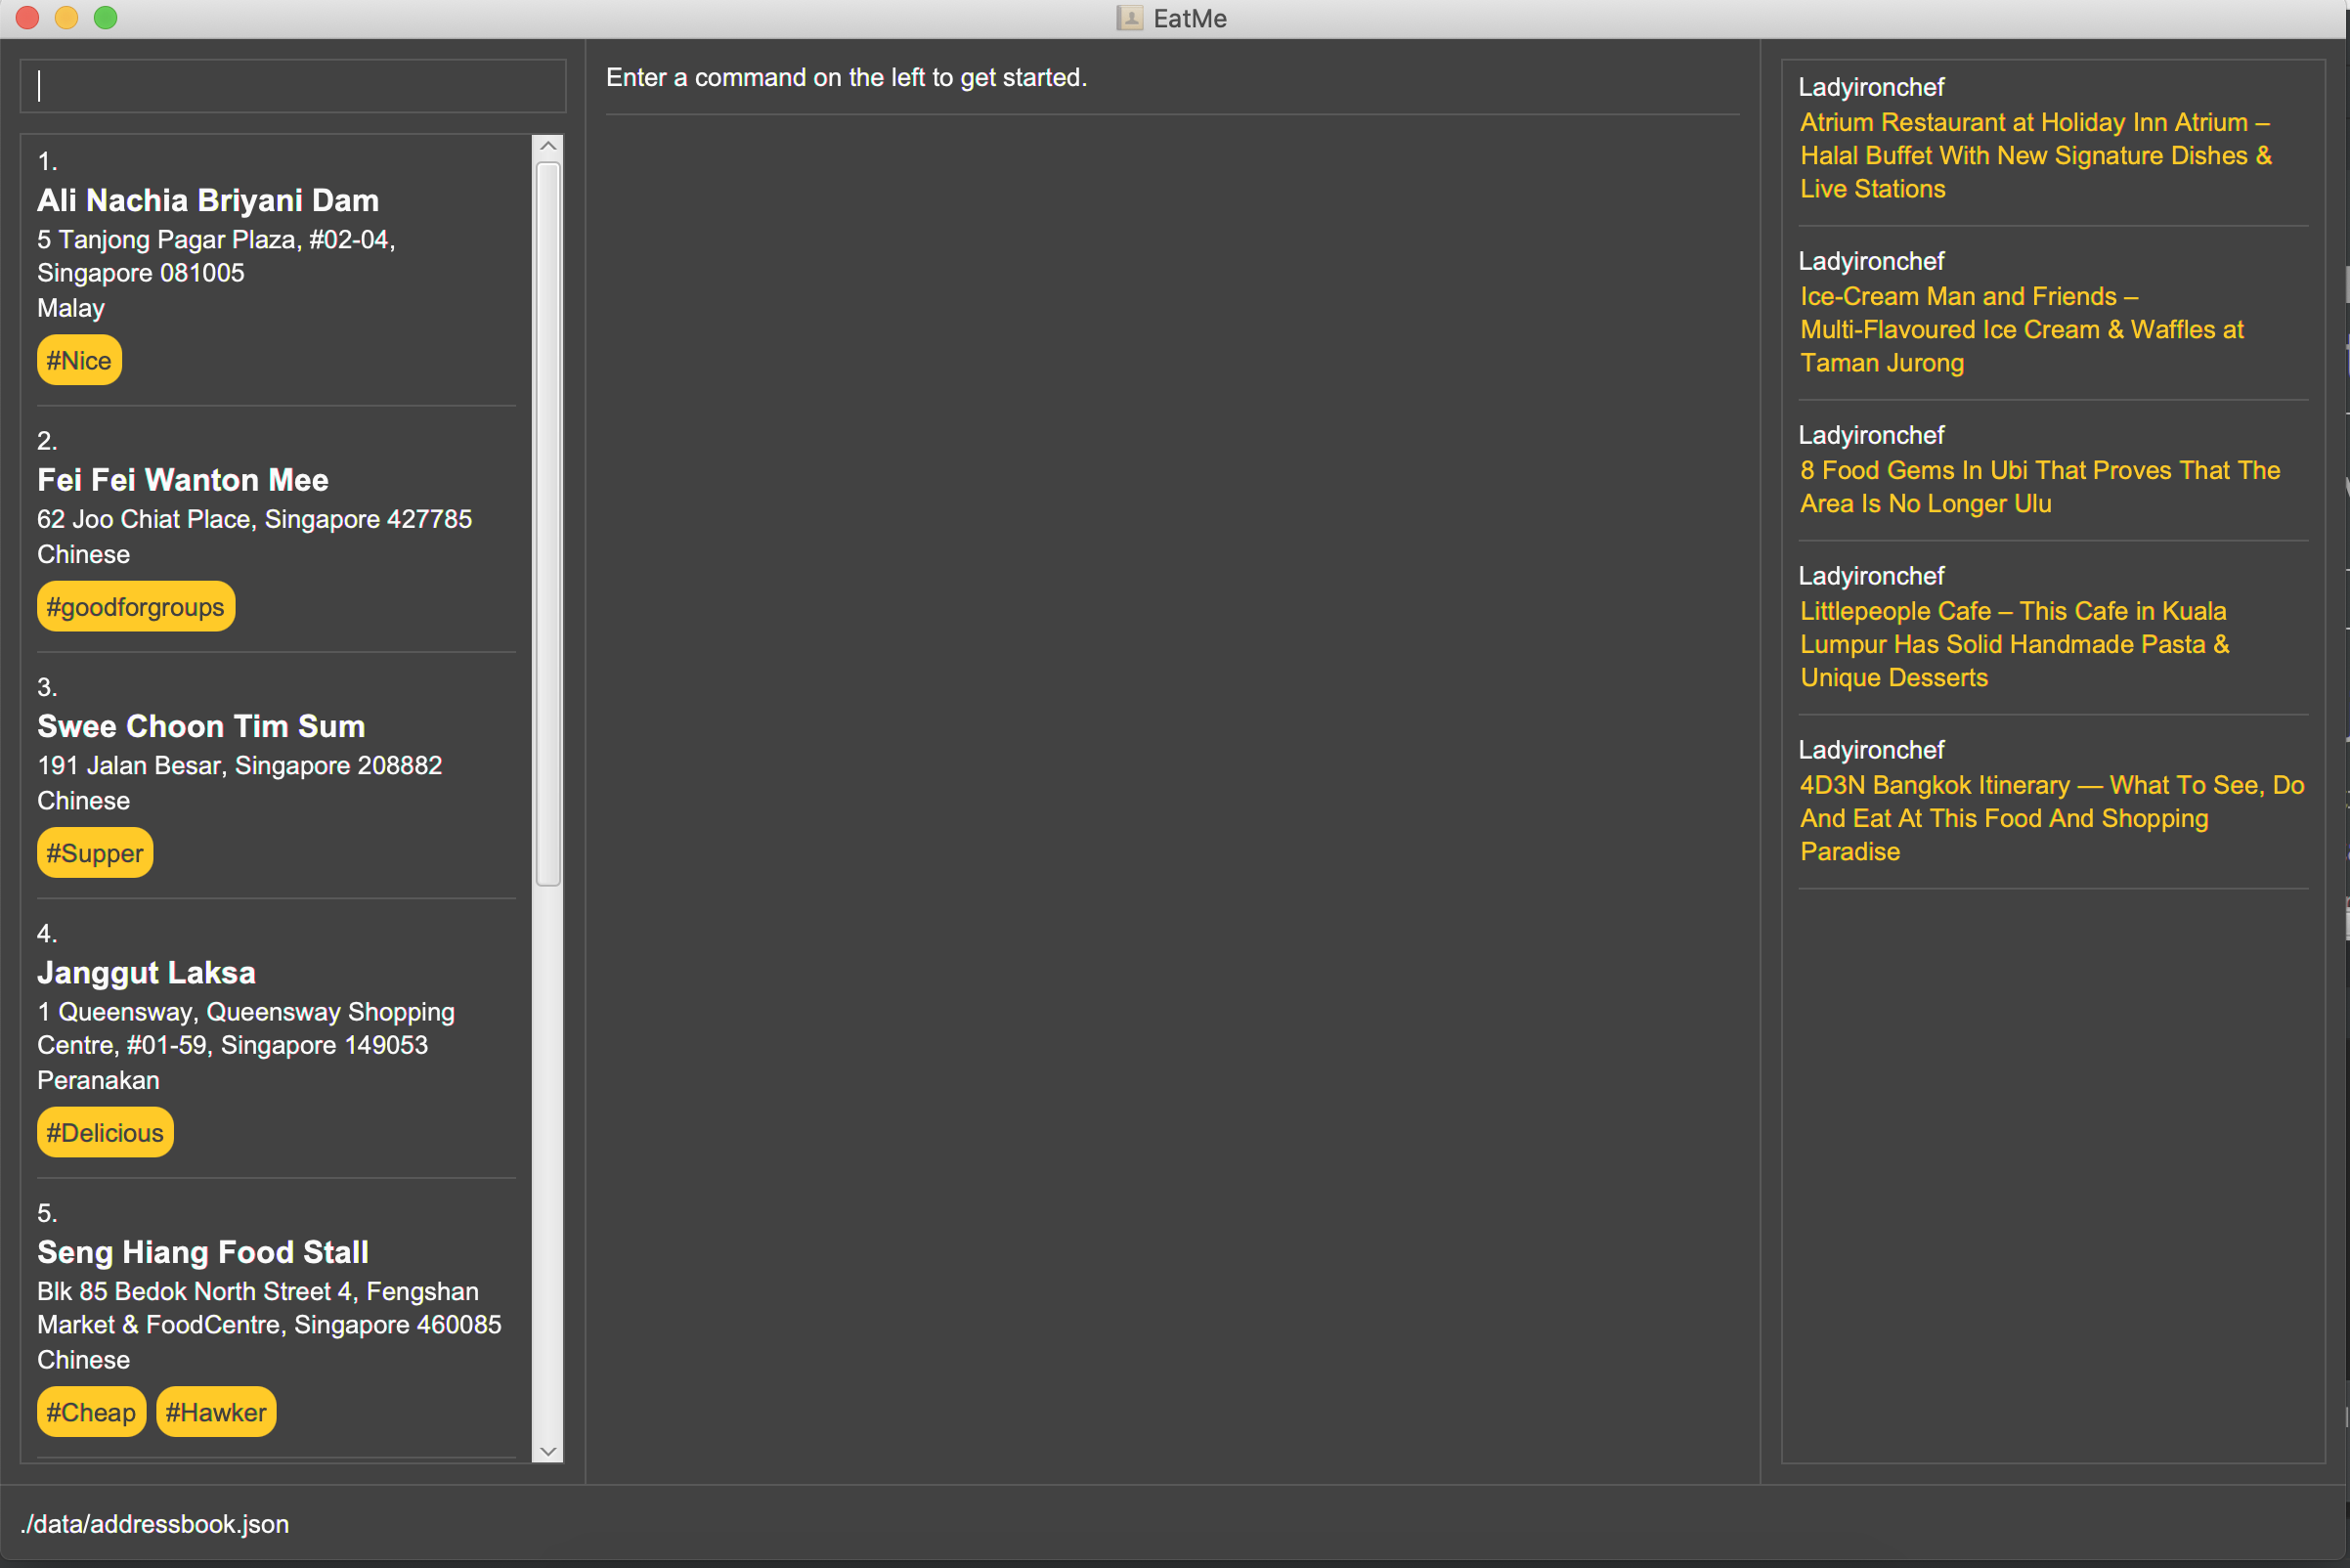 EatMe
Enter a command on the left to get started.
1.
Ali Nachia Briyani Dam
5 Tanjong Pagar Plaza, #02-04,
Singapore 081005
Malay
#Nice
2.
Fei Fei Wanton Mee
62 Joo Chiat Place, Singapore 427785
Chinese
#goodforgroups
3.
Swee Choon Tim Sum
191 Jalan Besar, Singapore 208882
Chinese
#Supper
4.
Janggut Laksa
1 Queensway, Queensway Shopping
Centre, #01-59, Singapore 149053
Peranakan
#Delicious
5.
Seng Hiang Food Stall
Blk 85 Bedok North Street 4, Fengshan
Market & FoodCentre, Singapore 460085
Chinese
#Cheap #Hawker
Ladyironchef
Atrium Restaurant at Holiday Inn Atrium –
Halal Buffet With New Signature Dishes &
Live Stations
Ladyironchef
Ice-Cream Man and Friends –
Multi-Flavoured Ice Cream & Waffles at
Taman Jurong
Ladyironchef
8 Food Gems In Ubi That Proves That The
Area Is No Longer Ulu
Ladyironchef
Littlepeople Cafe – This Cafe in Kuala
Lumpur Has Solid Handmade Pasta &
Unique Desserts
Ladyironchef
4D3N Bangkok Itinerary — What To See, Do
And Eat At This Food And Shopping
Paradise
./data/addressbook.json